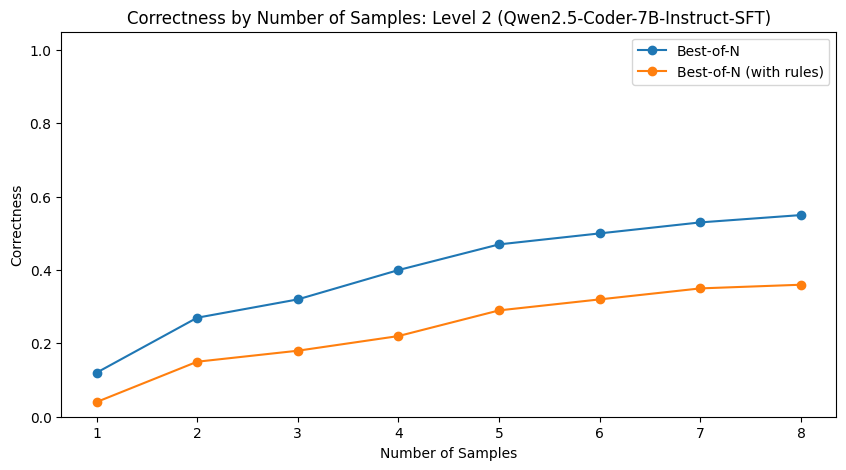 Correctness by Number of Samples: Level 2 (Qwen2.5-Coder-7B-Instruct-SFT)
Best-of-N
Best-of-N (with rules)
Correctness
1.0
0.8
0.6
0.4
0.2
0.0
1 2 3 4 5 6 7 8
Number of Samples